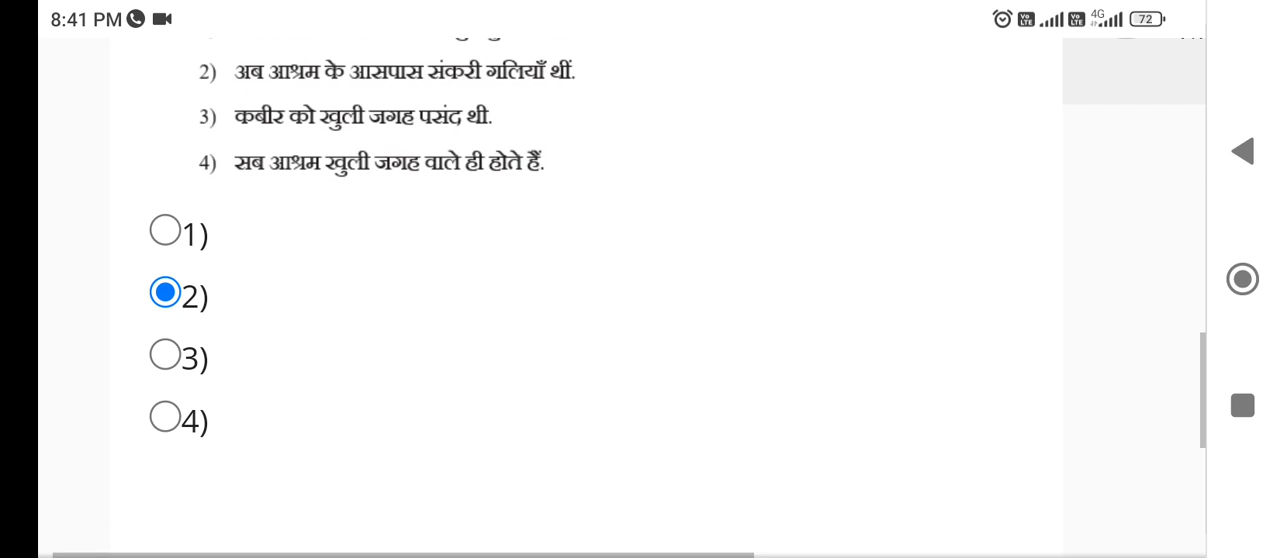 8:41 PM
4G
72
2) अब आश्रम के आसपास संकरी गलियाँ थीं.
3) कबीर को खुली जगह पसंद थी.
4) सब आश्रम खुली जगह वाले ही होते हैं.
1)
2)
3)
4)